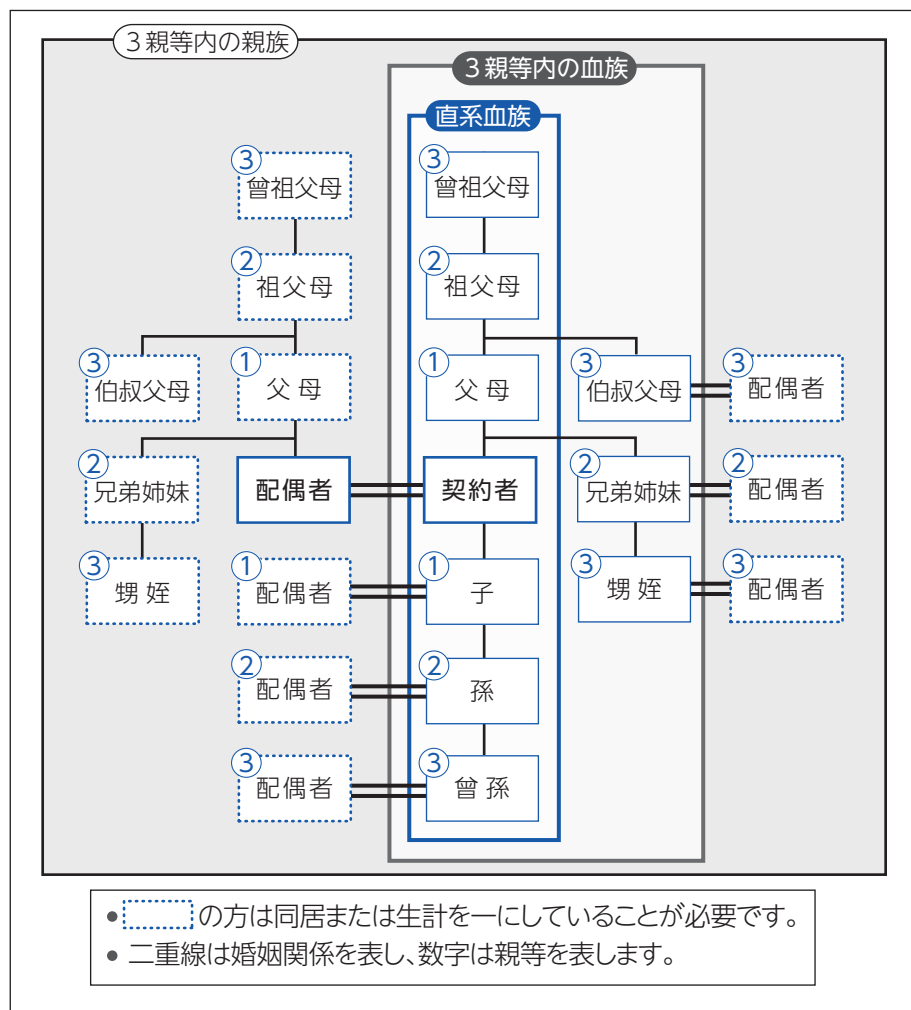 3親等内の親族
3親等内の血族
直系血族
③ ③
曾祖父母 曾祖父母
② ②
祖父母 祖父母
③ ① ① ③ ③
伯叔父母 父母 父母 伯叔父母 配偶者
② ② ②
兄弟姉妹 配偶者 契約者 兄弟姉妹 配偶者
③ ① ① ③ ③
甥姪 配偶者 子 甥姪 配偶者
② ②
配偶者 孫
③ ③
配偶者 曾孫
● の方は同居または生計を一にしていることが必要です。
● 二重線は婚姻関係を表し、数字は親等を表します。